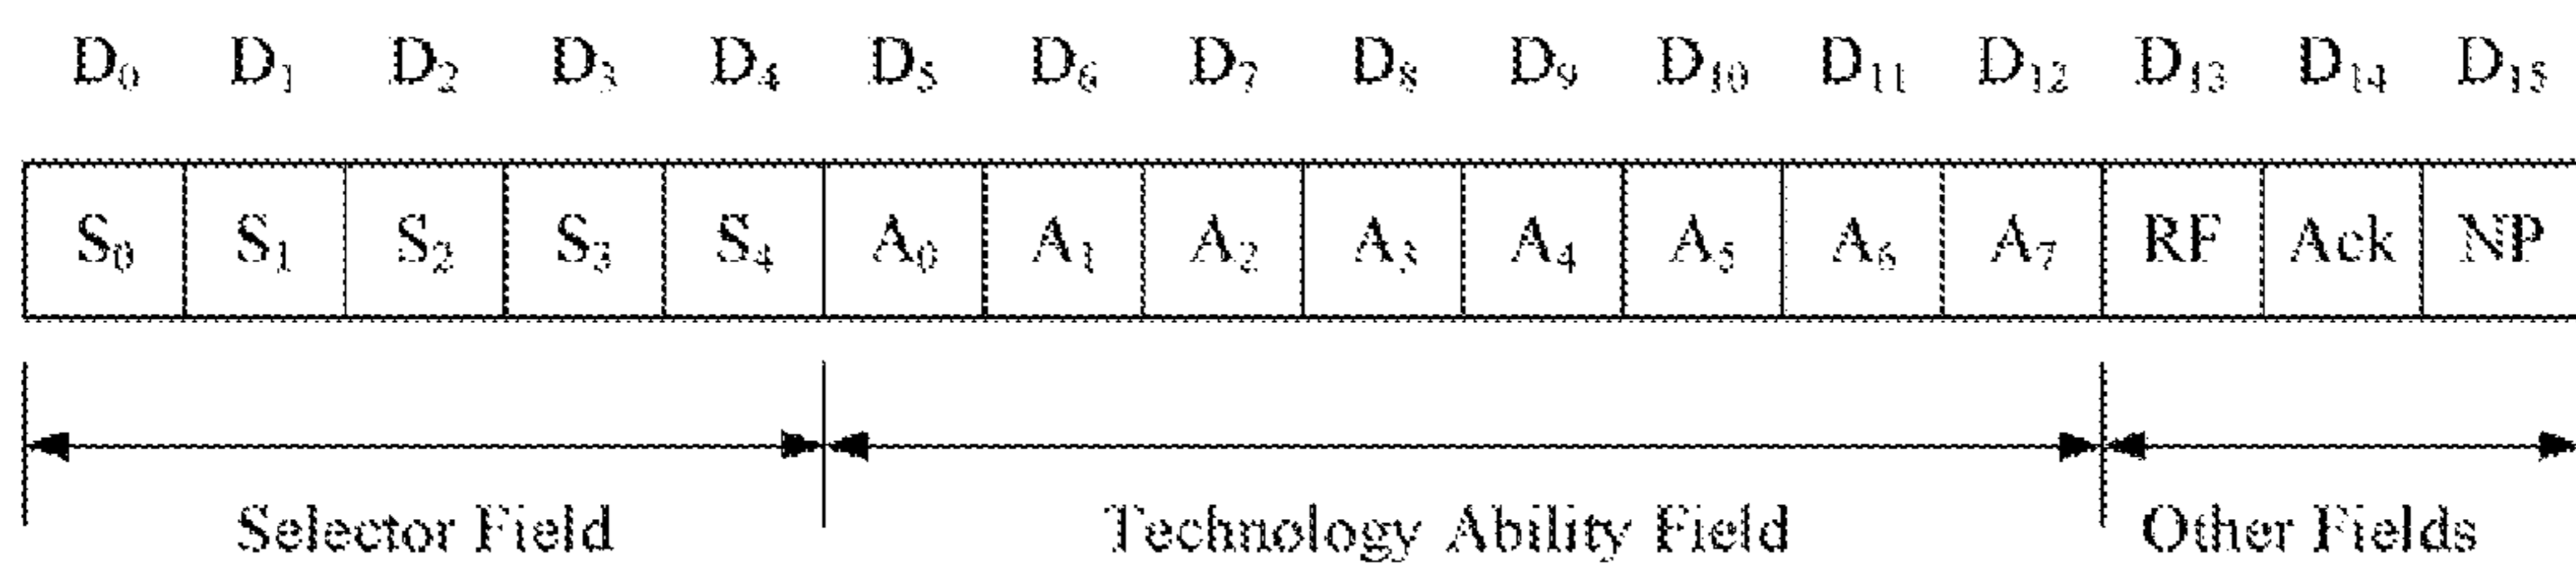 D₀ D₁ D₂ D₃ D₄ D₅ D₆ D₇ D₈ D₉ D₁₀ D₁₁ D₁₂ D₁₃ D₁₄ D₁₅
S₀ S₁ S₂ S₃ S₄ A₀ A₁ A₂ A₃ A₄ A₅ A₆ A₇ RF Ack NP
Selector Field Technology Ability Field Other Fields